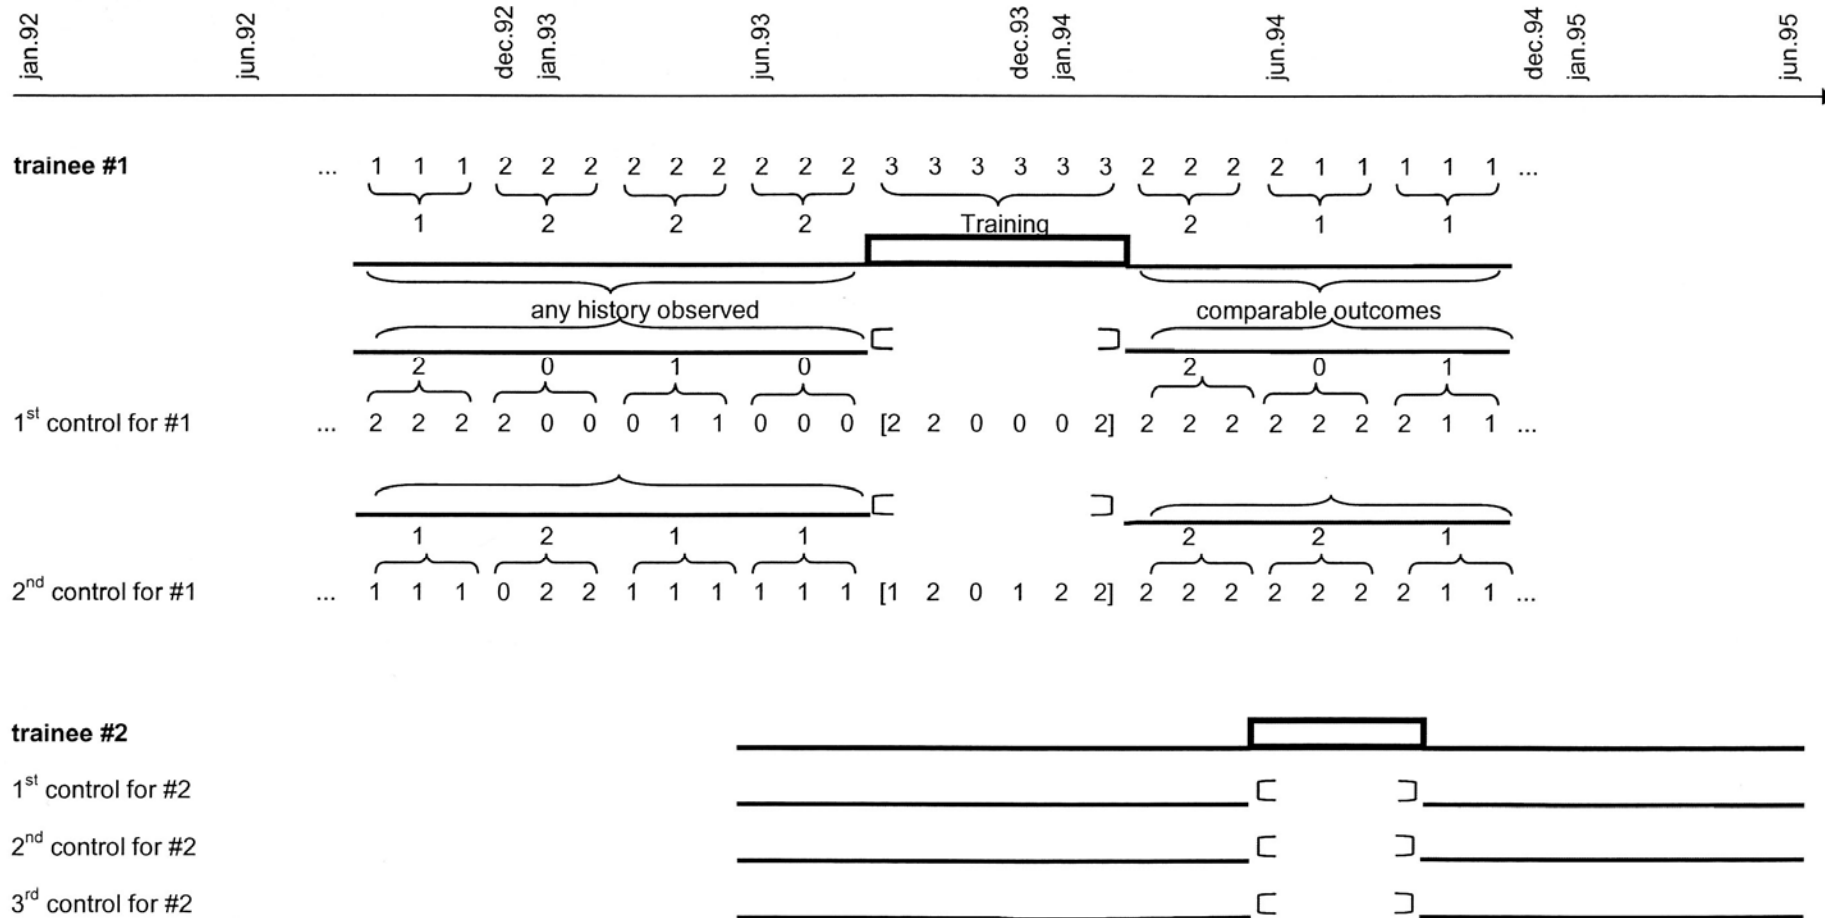 jan.92 jun.92 dec.92 jan.93 jun.93 dec.93 jan.94 jun.94 dec.94 jan.95 jun.95
trainee #1 ... 1 1 1 2 2 2 2 2 2 2 2 2 3 3 3 3 3 3 2 2 2 2 1 1 1 1 1 ...
1 2 2 2 Training 2 1 1
any history observed comparable outcomes
2 0 1 0 2 0 1
1st control for #1 ... 2 2 2 2 0 0 0 1 1 0 0 0 [2 2 0 0 0 2] 2 2 2 2 2 2 2 1 1 ...
1 2 1 1 2 2 1
2nd control for #1 ... 1 1 1 0 2 2 1 1 1 1 1 1 [1 2 0 1 2 2] 2 2 2 2 2 2 2 1 1 ...
trainee #2
1st control for #2
2nd control for #2
3rd control for #2